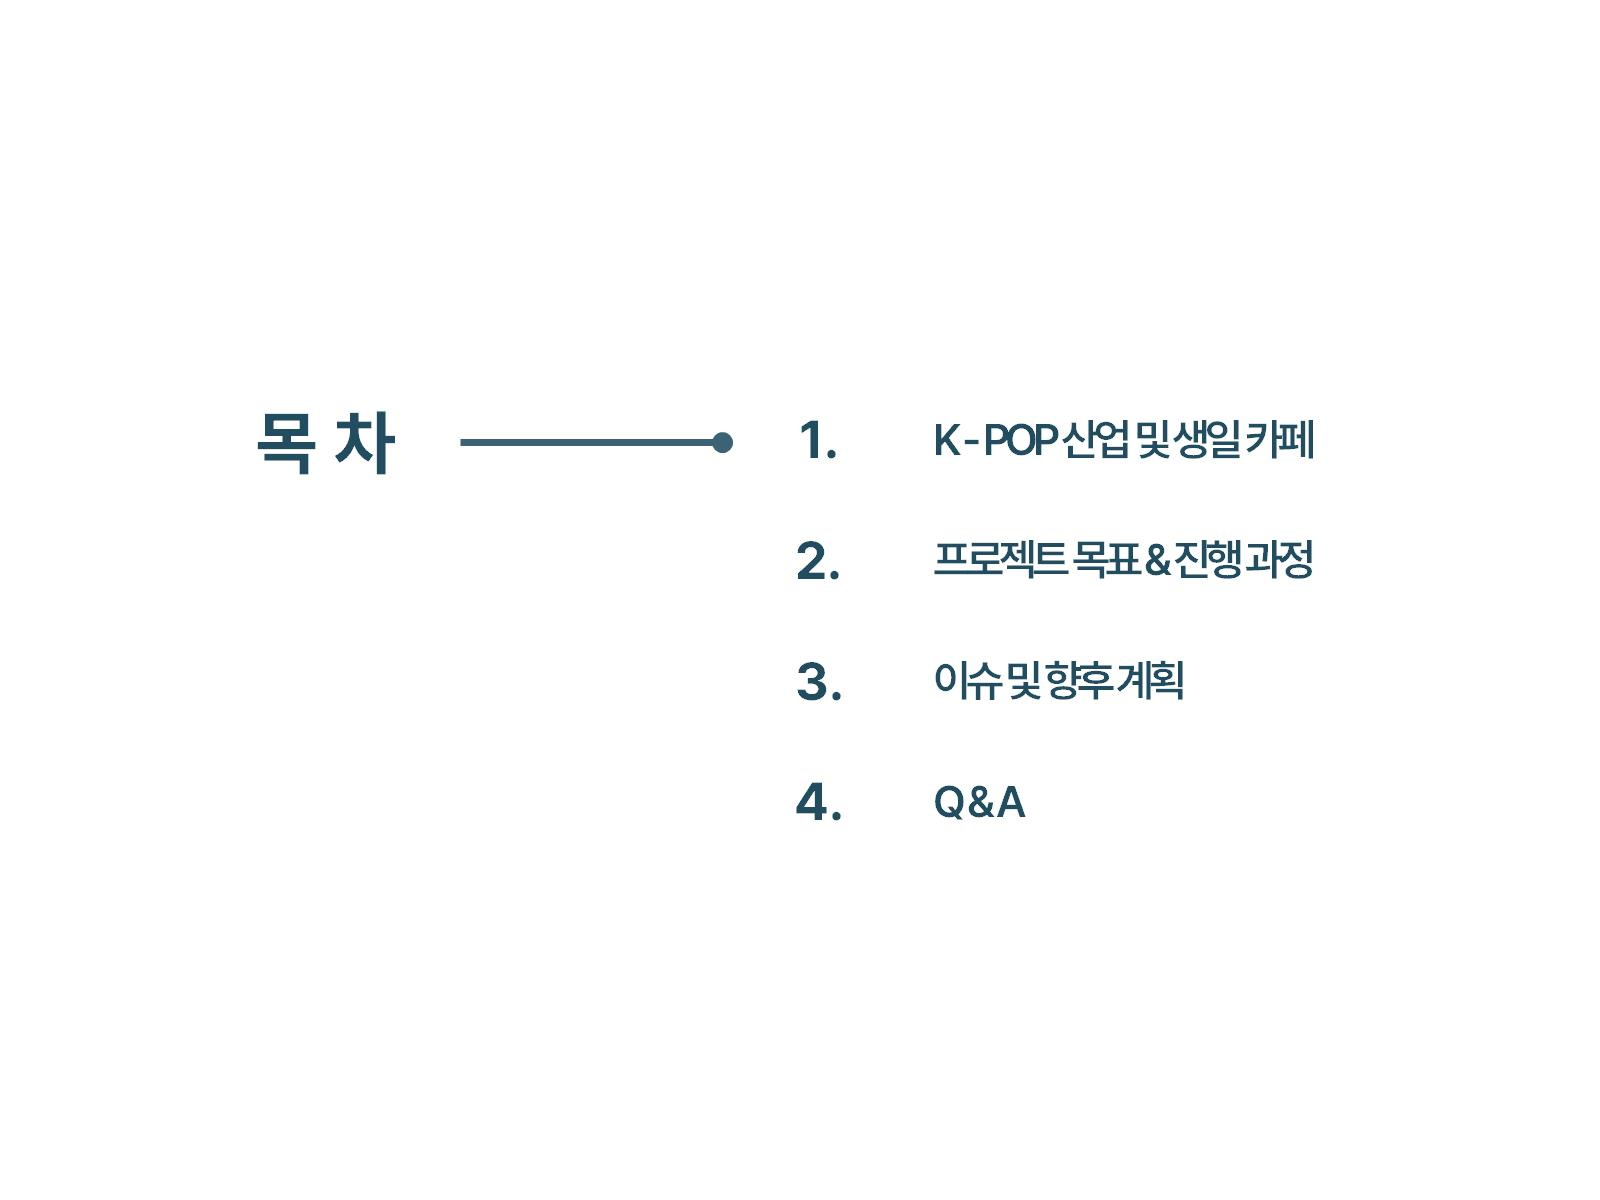 목 차
1. K - POP 산업 및 생일 카페
2. 프로젝트 목표 & 진행 과정
3. 이슈 및 향후 계획
4. Q & A